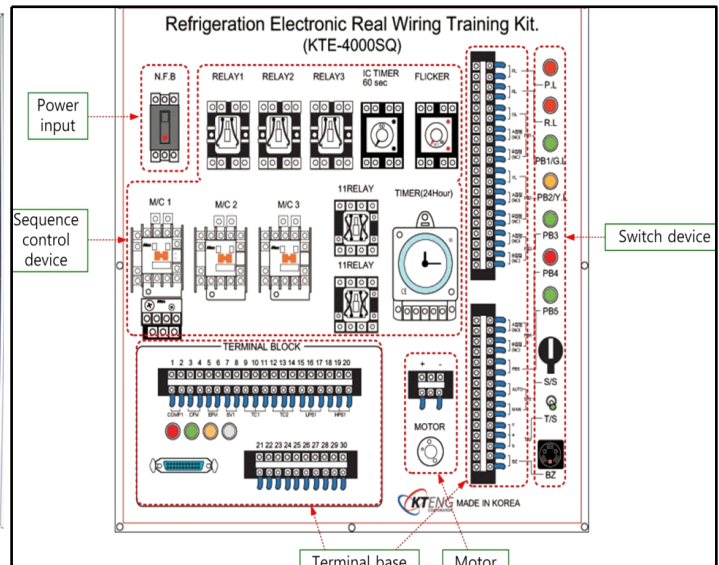 Refrigeration Electronic Real Wiring Training Kit.
(KTE-4000SQ)
N.F.B
RELAY1 RELAY2 RELAY3 IC TIMER FLICKER
60 sec
Power
input
P.L
R.L
PB1/G.L
PB2/Y.L
PB3
PB4
PB5
S/S
T/S
BZ
Switch device
Sequence
control
device
M/C 1 M/C 2 M/C 3
11RELAY
11RELAY
TIMER(24Hour)
TERMINAL BLOCK
1 2 3 4 5 6 7 8 9 10 11 12 13 14 15 16 17 18 19 20
COMP1 CFV EFV SV1 TC1 TC2 LPS1 HPS1
21 22 23 24 25 26 27 28 29 30
+ -
MOTOR
KTENG MADE IN KOREA
CORPORATION
Terminal base
Motor